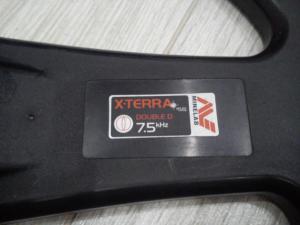 X-TERRA
DOUBLE D
7.5 kHz
MINELAB